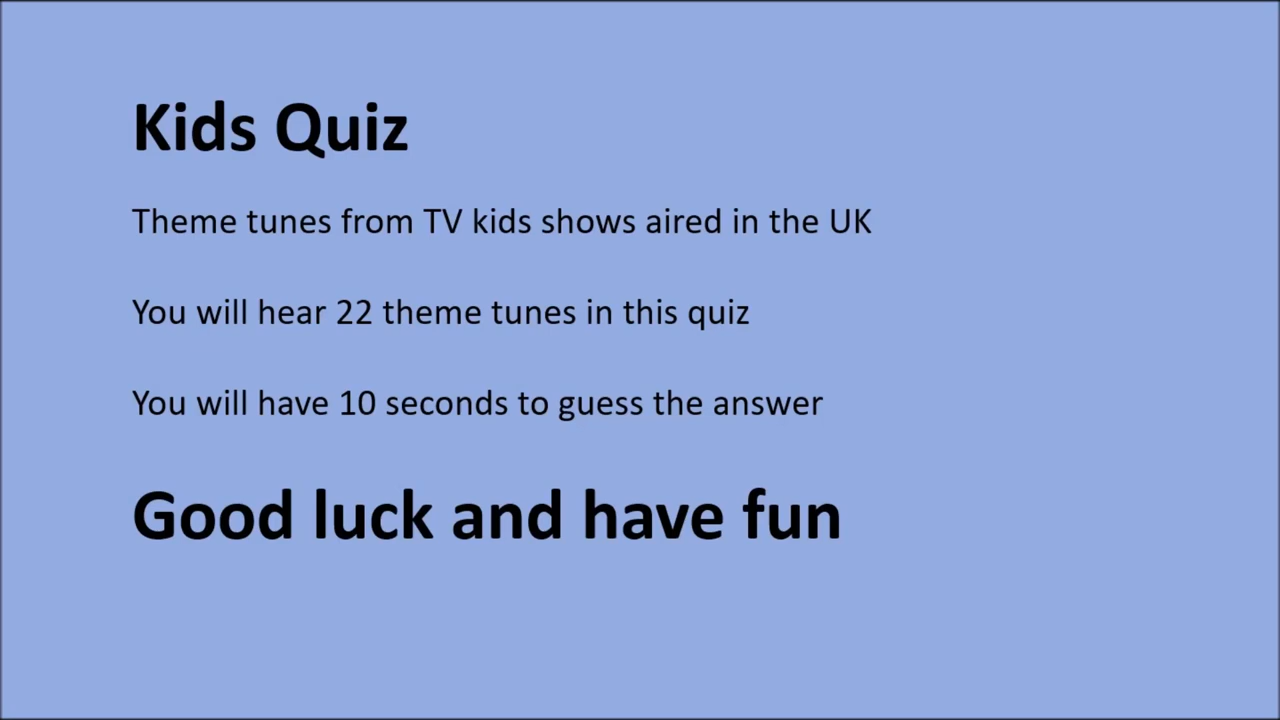 Kids Quiz
Theme tunes from TV kids shows aired in the UK
You will hear 22 theme tunes in this quiz
You will have 10 seconds to guess the answer
Good luck and have fun